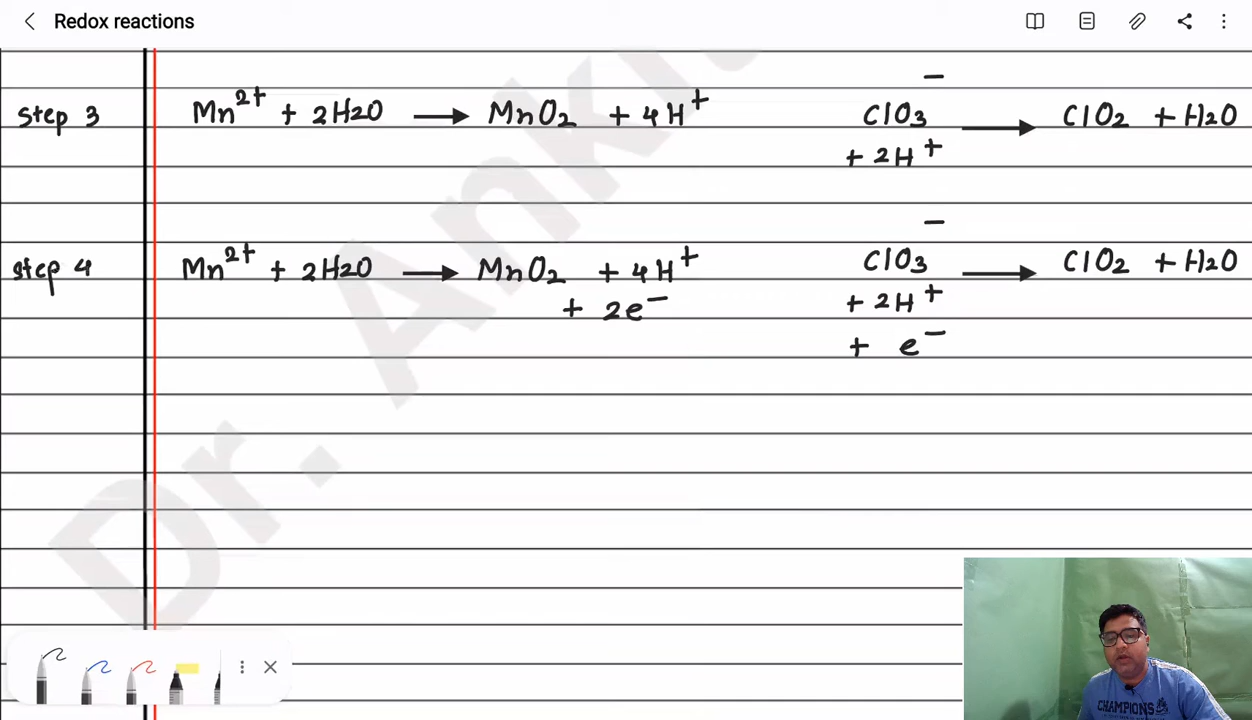 Redox reactions
Step 3 Mn²⁺ + 2H2O → MnO2 + 4H⁺ ClO3⁻ → ClO2 + H2O
+ 2H⁺
Step 4 Mn²⁺ + 2H2O → MnO2 + 4H⁺ ClO3⁻ → ClO2 + H2O
+ 2e⁻ + 2H⁺
+ e⁻
Dr. Anki
CHAMPIONS